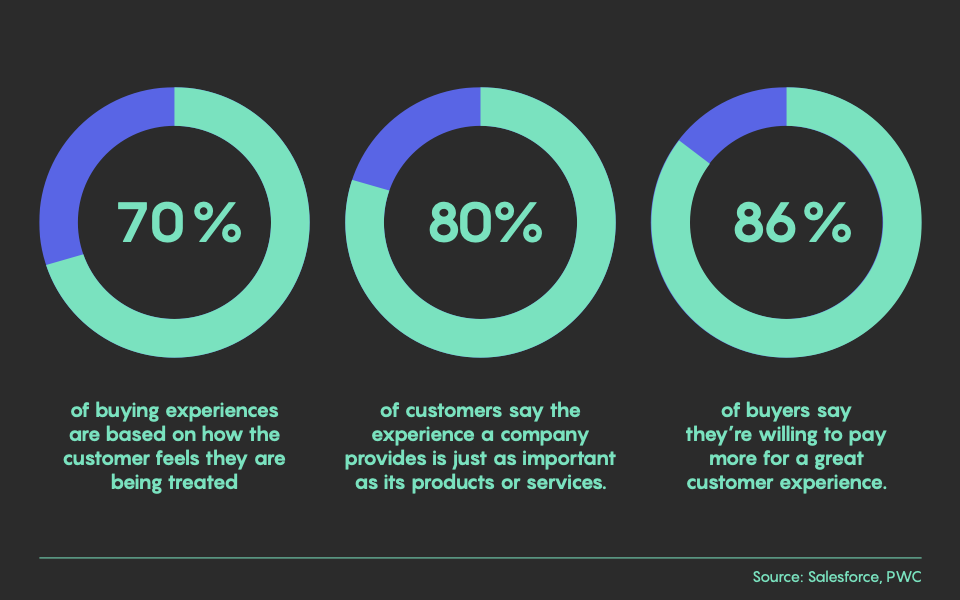 70%
80%
86%
of buying experiences
are based on how the
customer feels they are
being treated
of customers say the
experience a company
provides is just as important
as its products or services.
of buyers say
they’re willing to pay
more for a great
customer experience.
Source: Salesforce, PWC